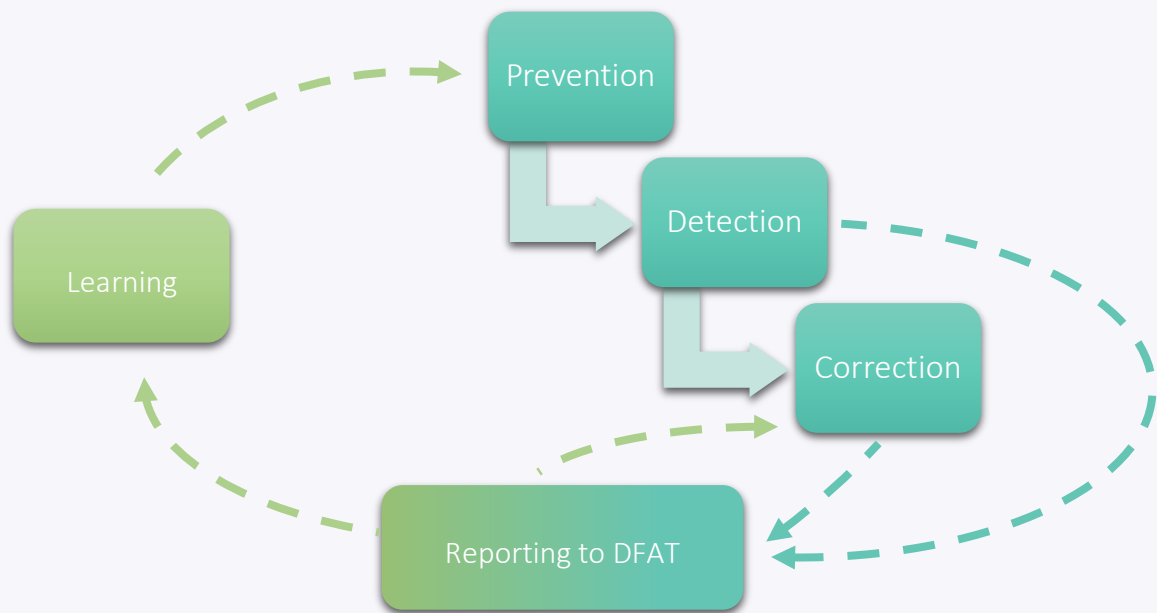 Prevention
Detection
Learning
Correction
Reporting to DFAT